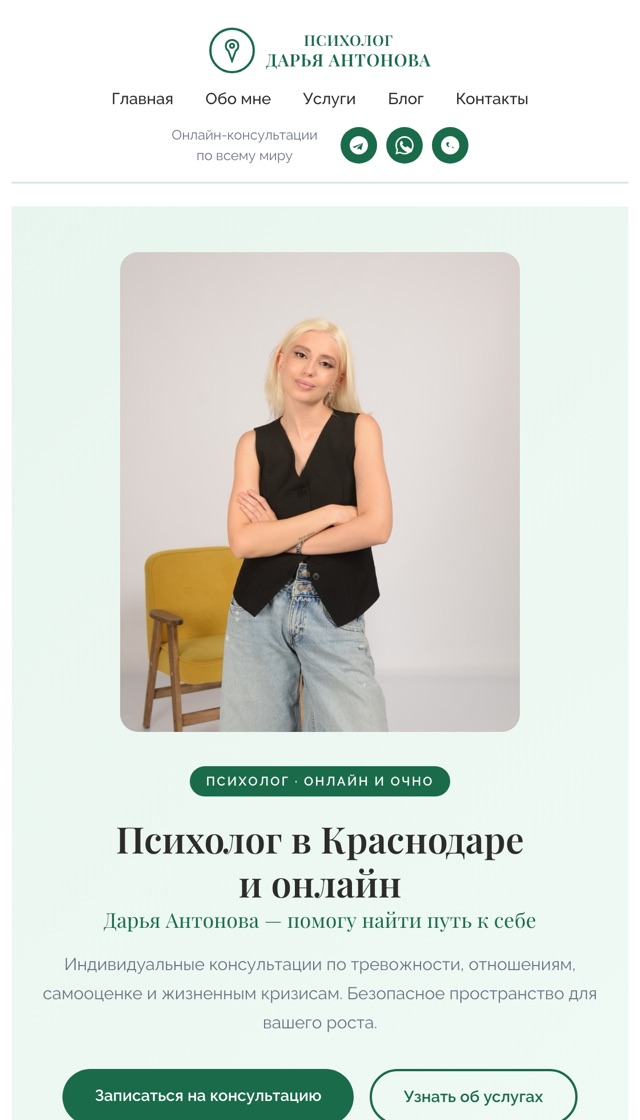 ПСИХОЛОГ
ДАРЬЯ АНТОНОВА
Главная Обо мне Услуги Блог Контакты
Онлайн-консультации
по всему миру
ПСИХОЛОГ · ОНЛАЙН И ОЧНО
Психолог в Краснодаре
и онлайн
Дарья Антонова — помогу найти путь к себе
Индивидуальные консультации по тревожности, отношениям,
самооценке и жизненным кризисам. Безопасное пространство для
вашего роста.
Записаться на консультацию Узнать об услугах